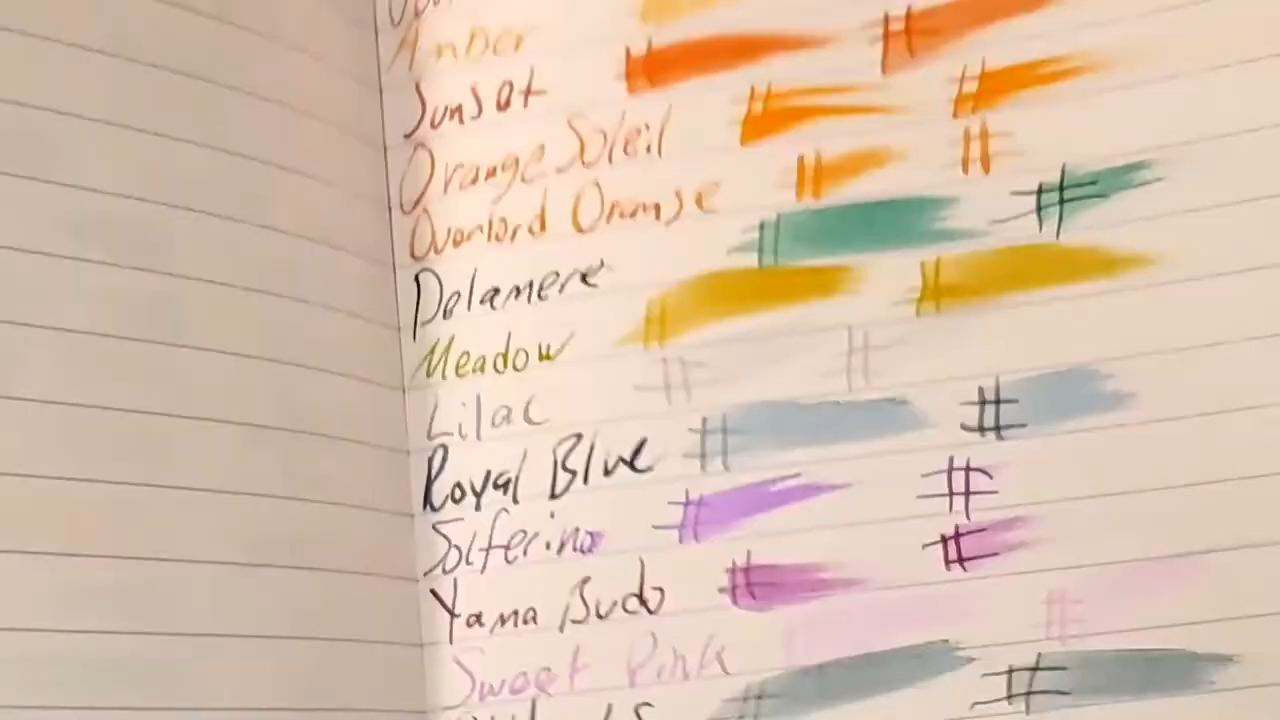 Amber
Sunset
Orange Soleil
Overlord Orange
Delamere
Meadow
Lilac
Royal Blue
Solferino
Yama Budo
Sweet Pink